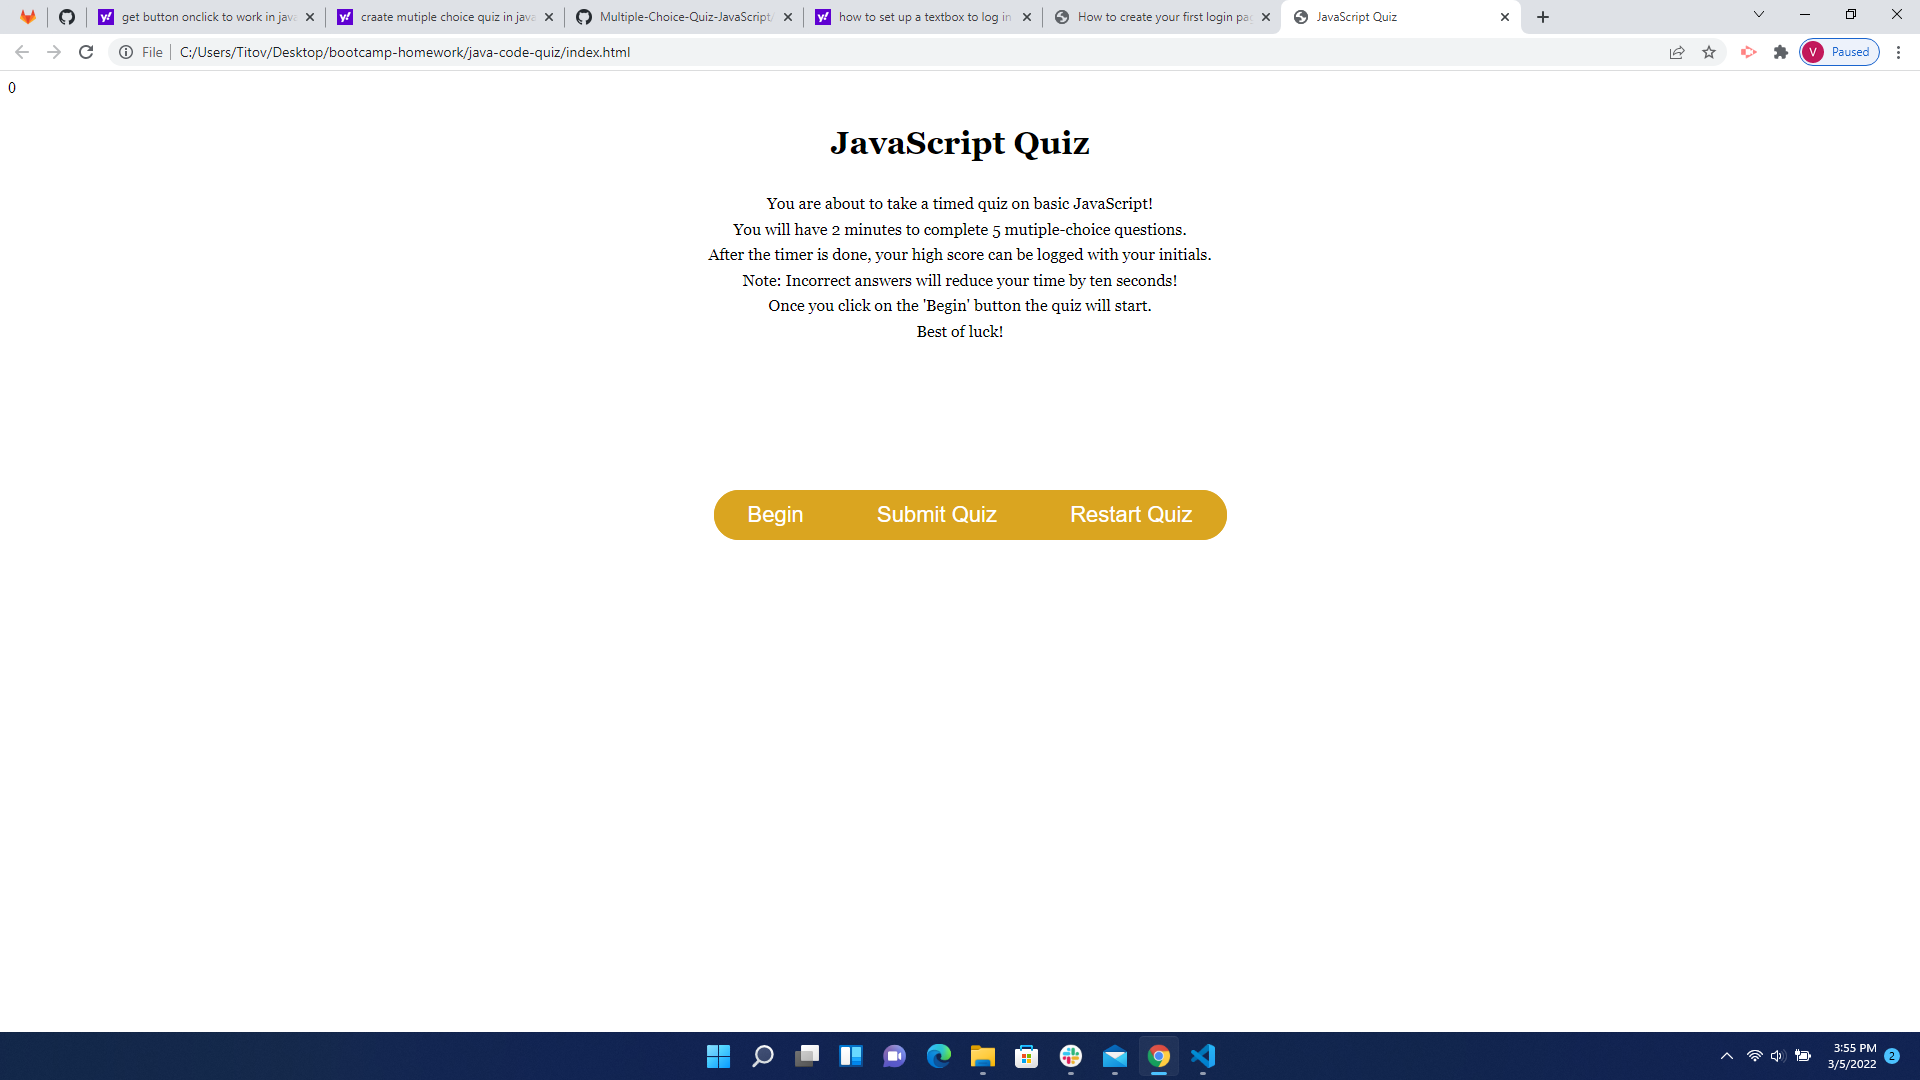 get button onclick to work in java
craate mutiple choice quiz in java
Multiple-Choice-Quiz-JavaScript/
how to set up a textbox to log in
How to create your first login pag
JavaScript Quiz
File
C:/Users/Titov/Desktop/bootcamp-homework/java-code-quiz/index.html
V
Paused
0
JavaScript Quiz
You are about to take a timed quiz on basic JavaScript!
You will have 2 minutes to complete 5 mutiple-choice questions.
After the timer is done, your high score can be logged with your initials.
Note: Incorrect answers will reduce your time by ten seconds!
Once you click on the 'Begin' button the quiz will start.
Best of luck!
Begin
Submit Quiz
Restart Quiz
3:55 PM
3/5/2022
2